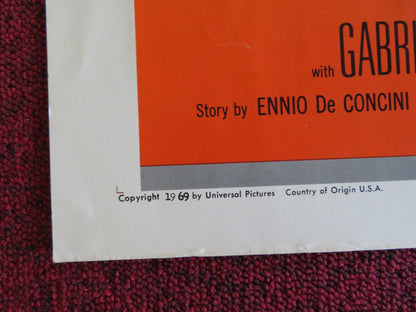 with GABRI
Story by ENNIO De CONCINI
Copyright 1969 by Universal Pictures Country of Origin U.S.A.